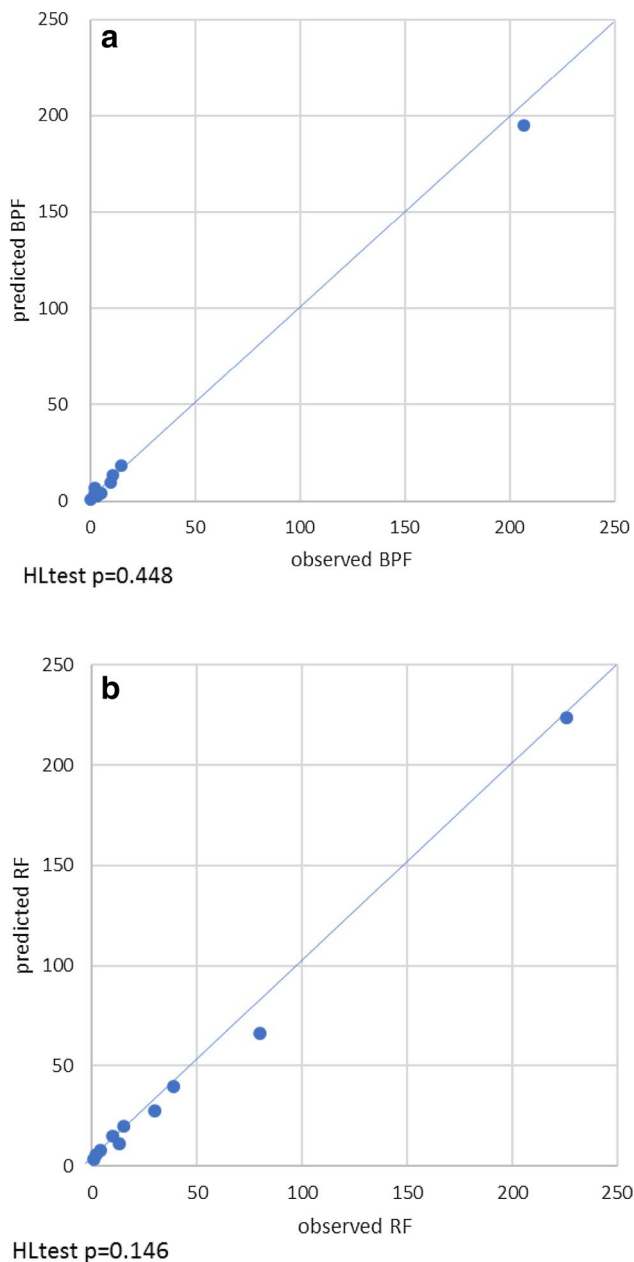 a
250
200
150
100
50
0
predicted BPF
0 50 100 150 200 250
observed BPF
HLtest p=0.448
b
250
200
150
100
50
0
predicted RF
0 50 100 150 200 250
observed RF
HLtest p=0.146